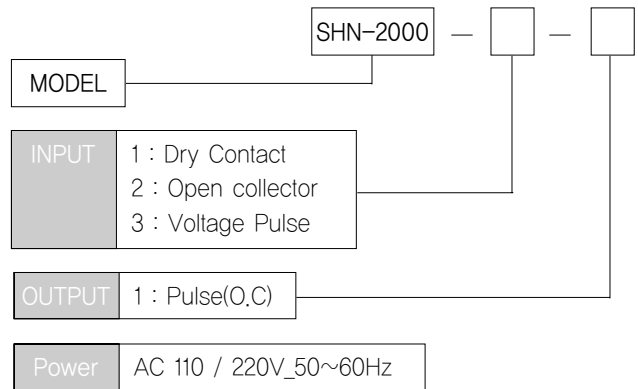 SHN-2000 — □ — □
MODEL
INPUT 1 : Dry Contact
2 : Open collector
3 : Voltage Pulse
OUTPUT 1 : Pulse(O.C)
Power AC 110 / 220V_50~60Hz